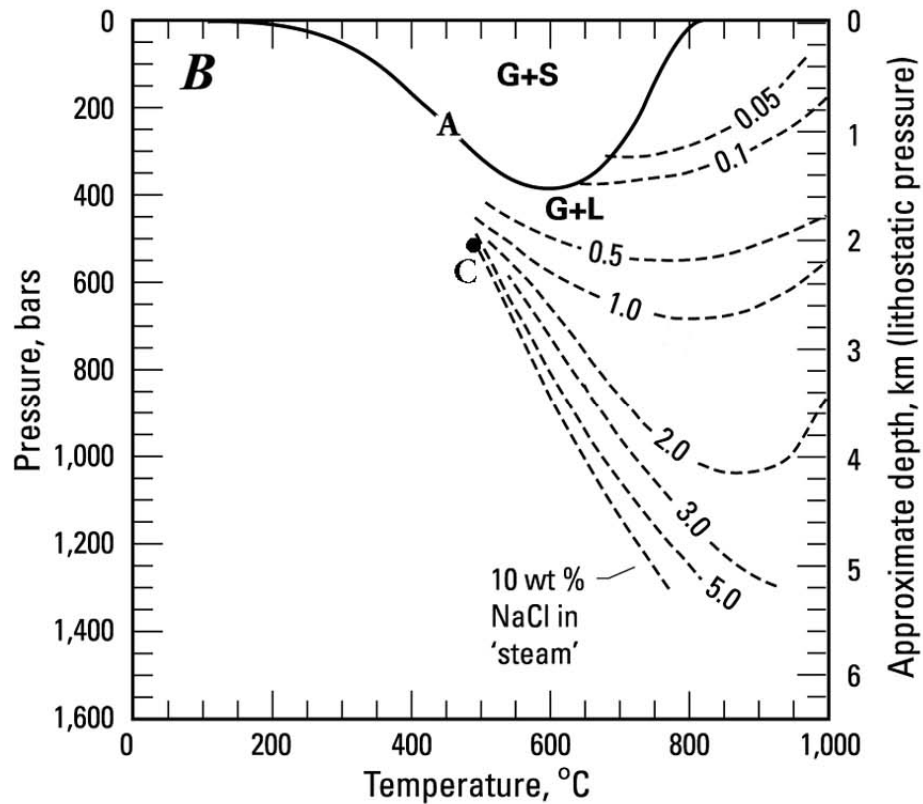 B
G+S
A
G+L
C
0.05
0.1
0.5
1.0
2.0
3.0
5.0
10 wt %
NaCl in
‘steam’
Pressure, bars
0
200
400
600
800
1,000
1,200
1,400
1,600
0
200
400
600
800
1,000
Temperature, °C
0
1
2
3
4
5
6
Approximate depth, km (lithostatic pressure)